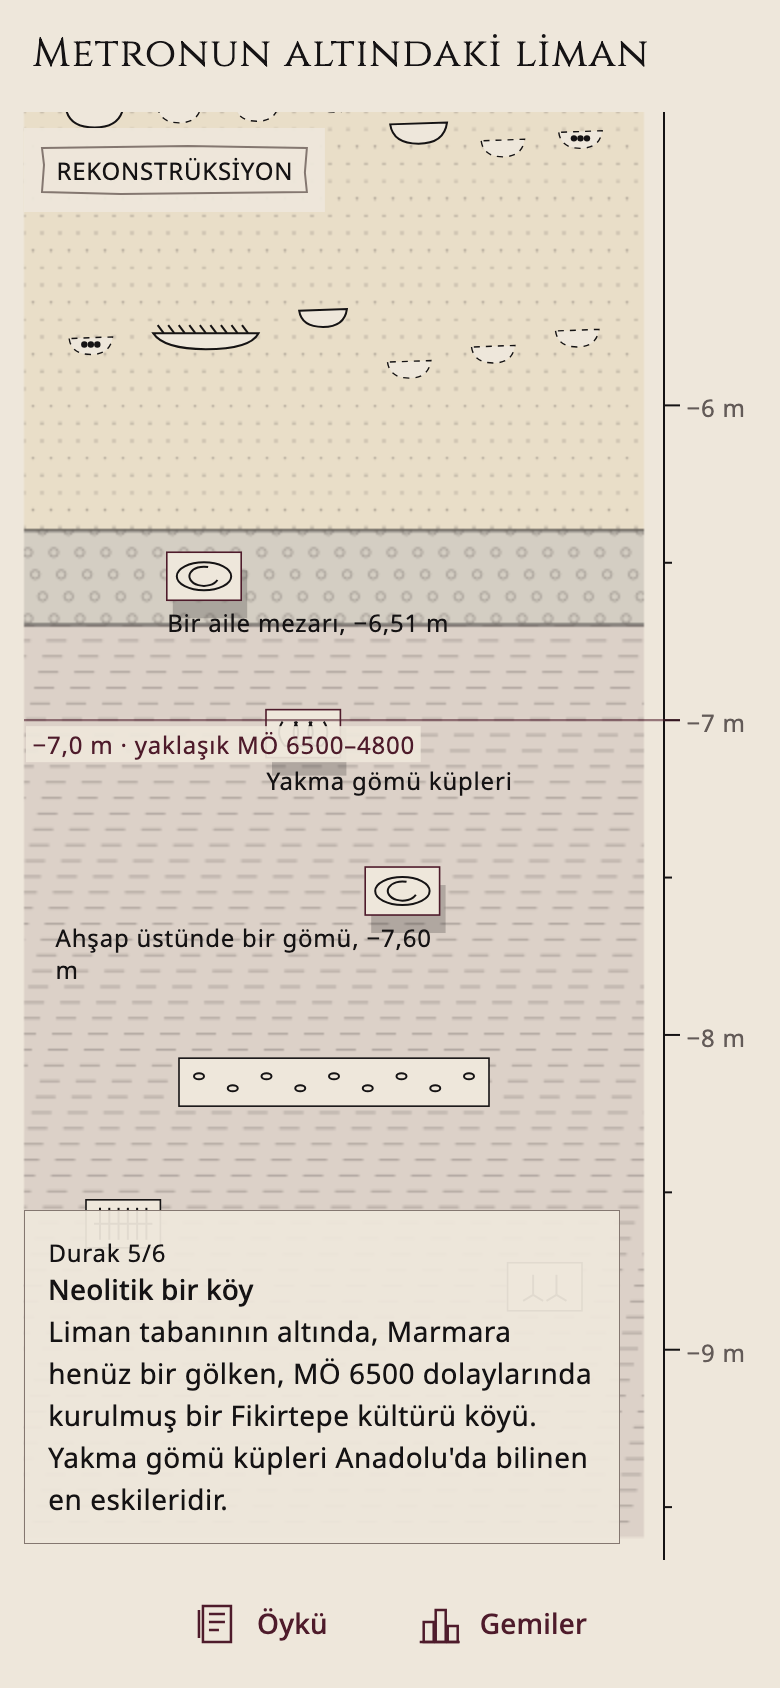 METRONUN ALTINDAKİ LİMAN
REKONSTRÜKSİYON
−6 m
Bir aile mezarı, −6,51 m
−7 m
−7,0 m · yaklaşık MÖ 6500–4800
Yakma gömü küpleri
Ahşap üstünde bir gömü, −7,60
m
−8 m
Durak 5/6
Neolitik bir köy
Liman tabanının altında, Marmara
henüz bir gölken, MÖ 6500 dolaylarında
kurulmuş bir Fikirtepe kültürü köyü.
Yakma gömü küpleri Anadolu'da bilinen
en eskileridir.
−9 m
Öykü
Gemiler